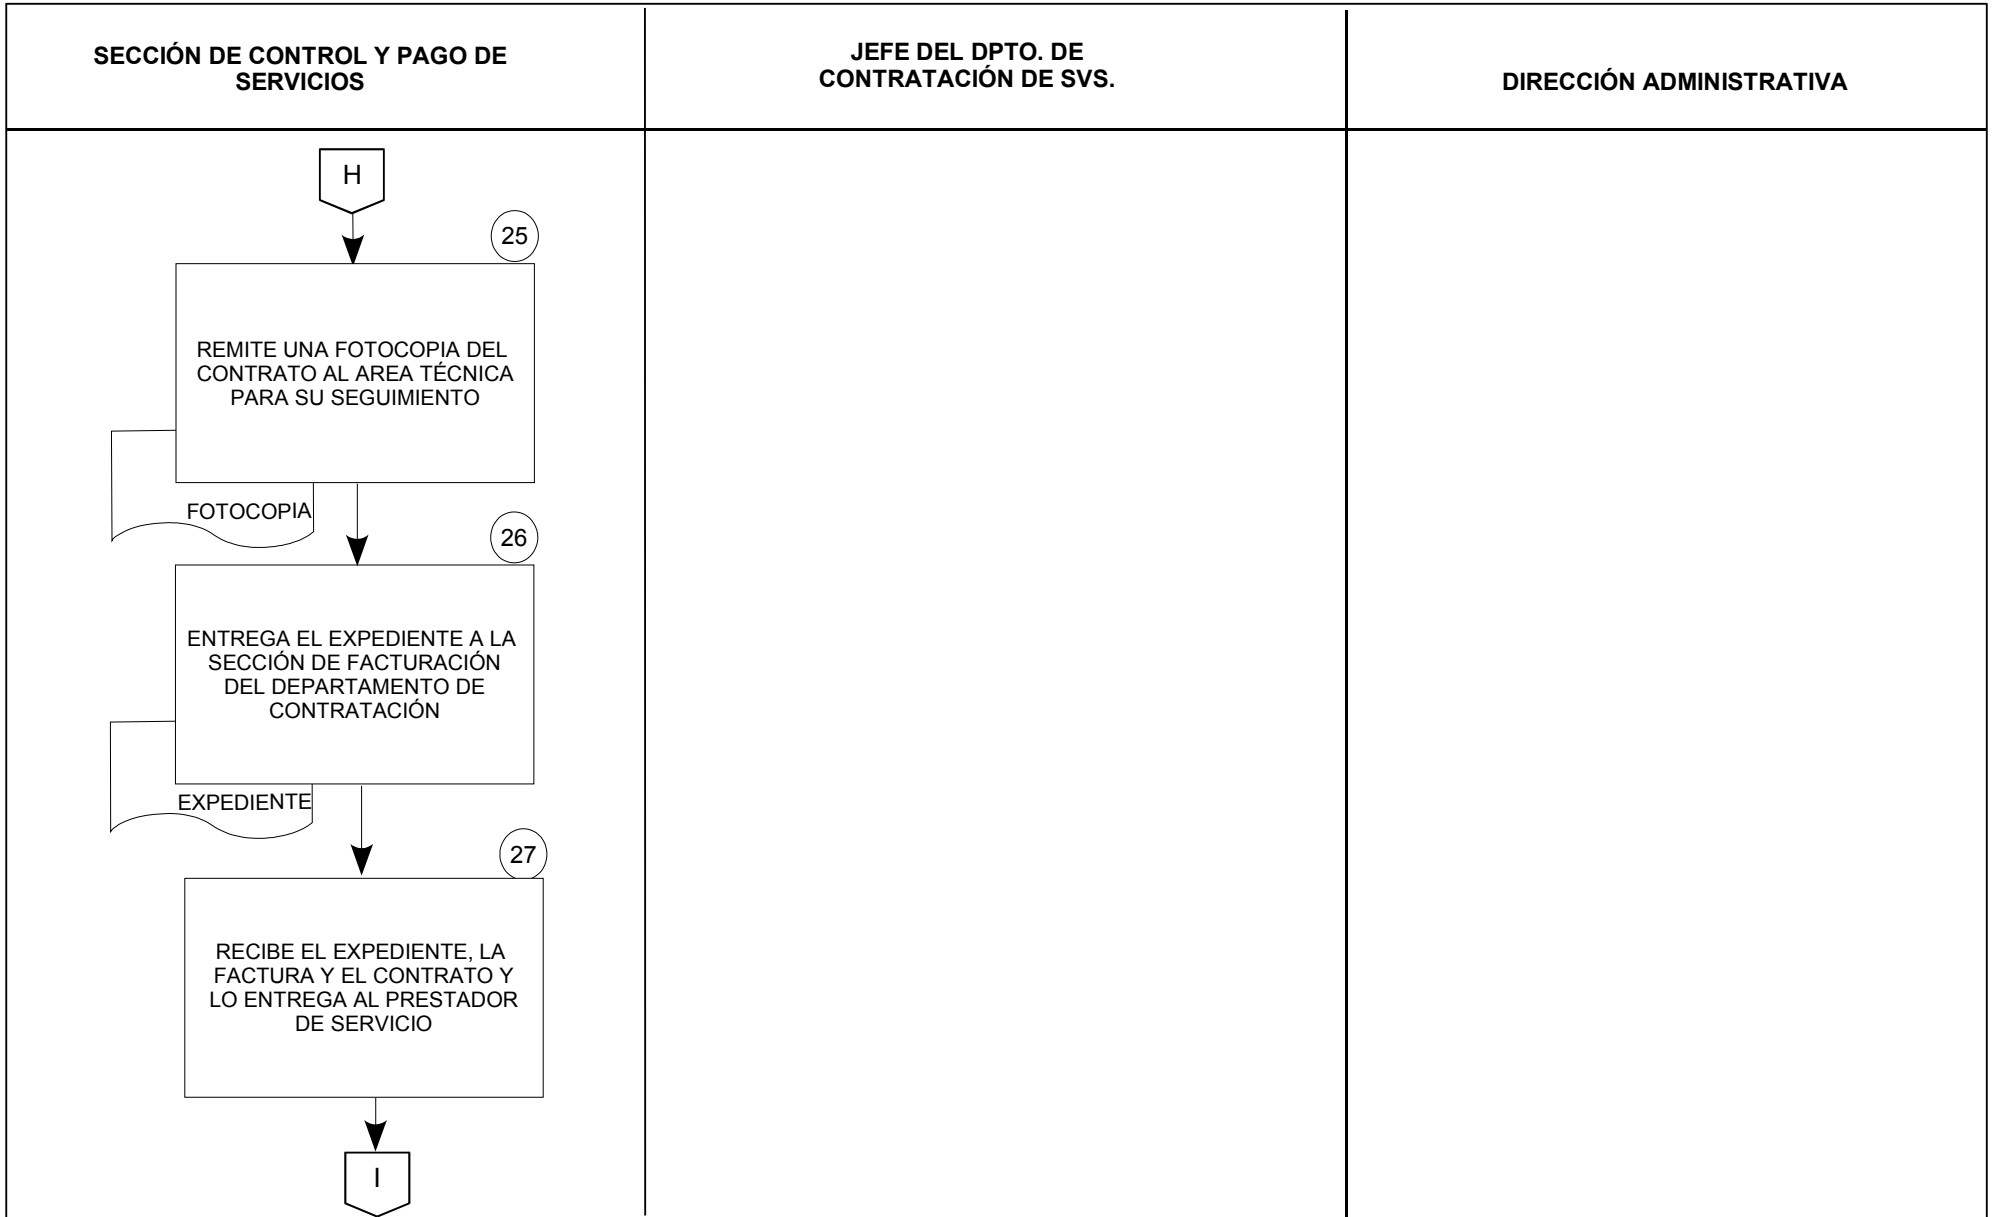 SECCIÓN DE CONTROL Y PAGO DE
SERVICIOS
JEFE DEL DPTO. DE
CONTRATACIÓN DE SVS.
DIRECCIÓN ADMINISTRATIVA
H
25
REMITE UNA FOTOCOPIA DEL
CONTRATO AL AREA TÉCNICA
PARA SU SEGUIMIENTO
FOTOCOPIA
26
ENTREGA EL EXPEDIENTE A LA
SECCIÓN DE FACTURACIÓN
DEL DEPARTAMENTO DE
CONTRATACIÓN
EXPEDIENTE
27
RECIBE EL EXPEDIENTE, LA
FACTURA Y EL CONTRATO Y
LO ENTREGA AL PRESTADOR
DE SERVICIO
I